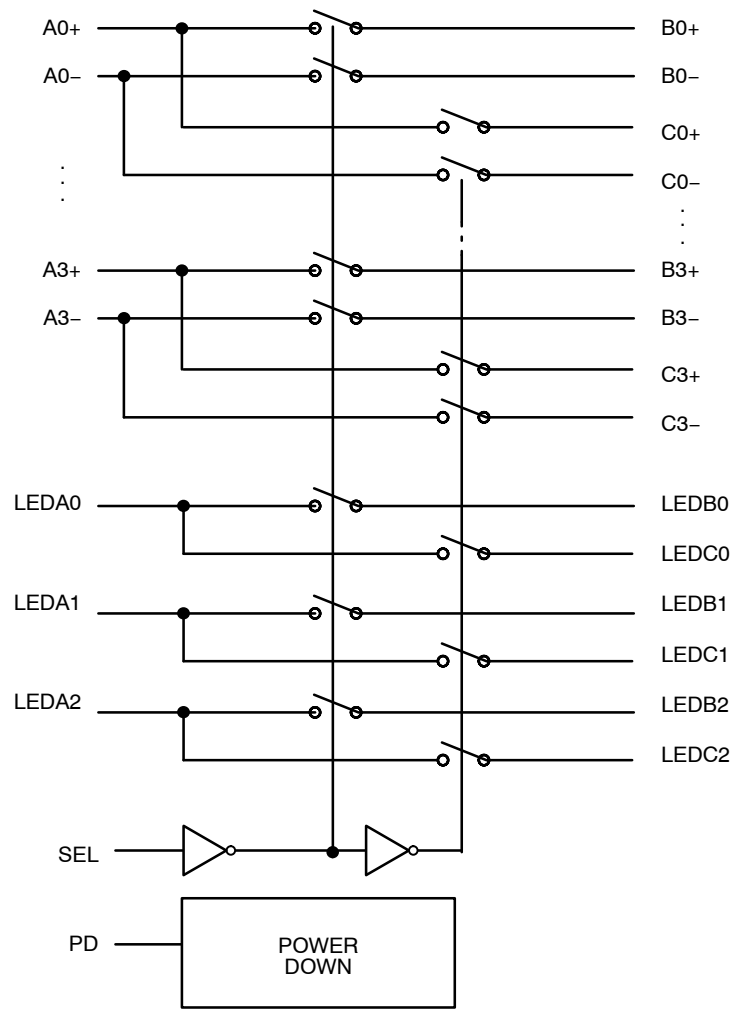 A0+ B0+
A0− B0−
C0+
C0−
A3+ B3+
A3− B3−
C3+
C3−
LEDA0 LEDB0
LEDC0
LEDA1 LEDB1
LEDC1
LEDA2 LEDB2
LEDC2
SEL
PD
POWER
DOWN